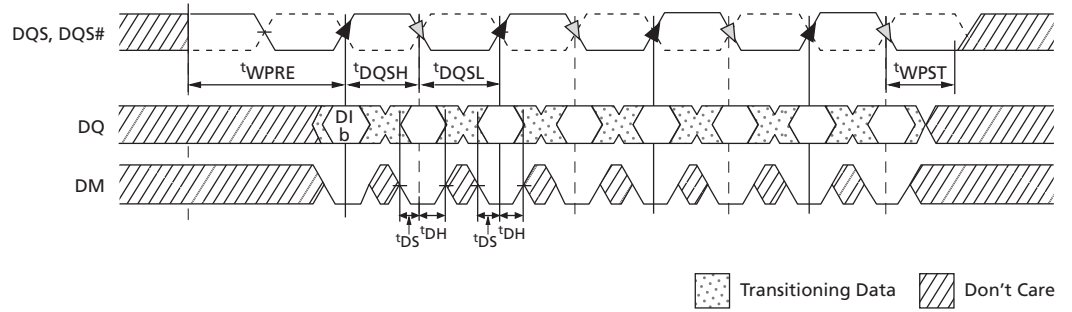 DQS, DQS#
tWPRE tDQSH tDQSL tWPST
DQ
DI
b
DM
tDS tDH tDS tDH
Transitioning Data Don't Care